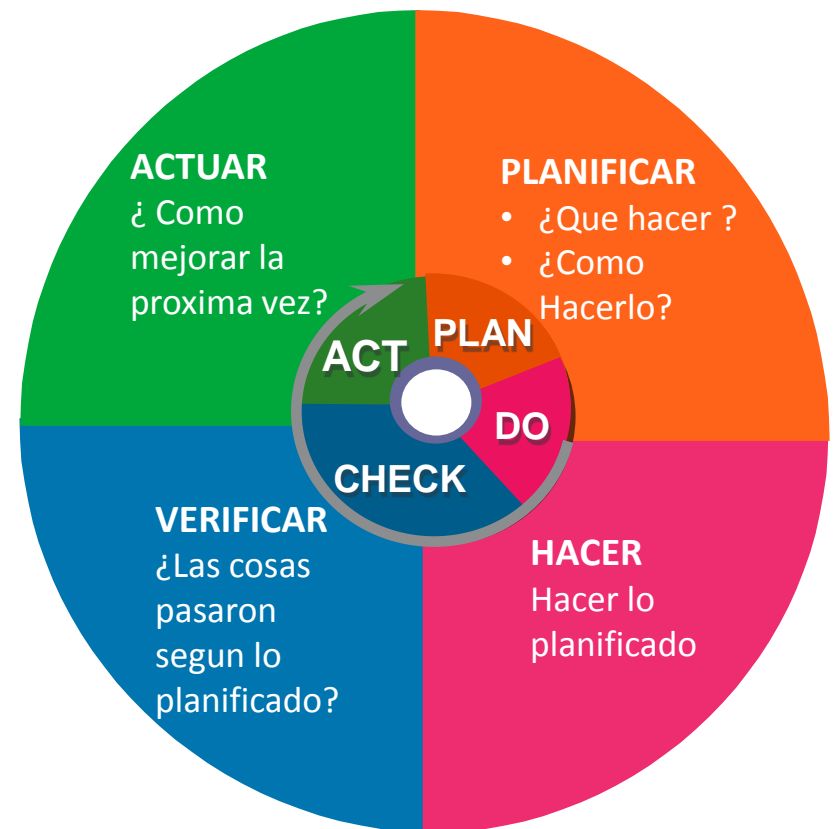 ACTUAR
¿ Como
mejorar la
proxima vez?
PLANIFICAR
• ¿Que hacer ?
• ¿Como
Hacerlo?
ACT
PLAN
DO
CHECK
VERIFICAR
¿Las cosas
pasaron
segun lo
planificado?
HACER
Hacer lo
planificado